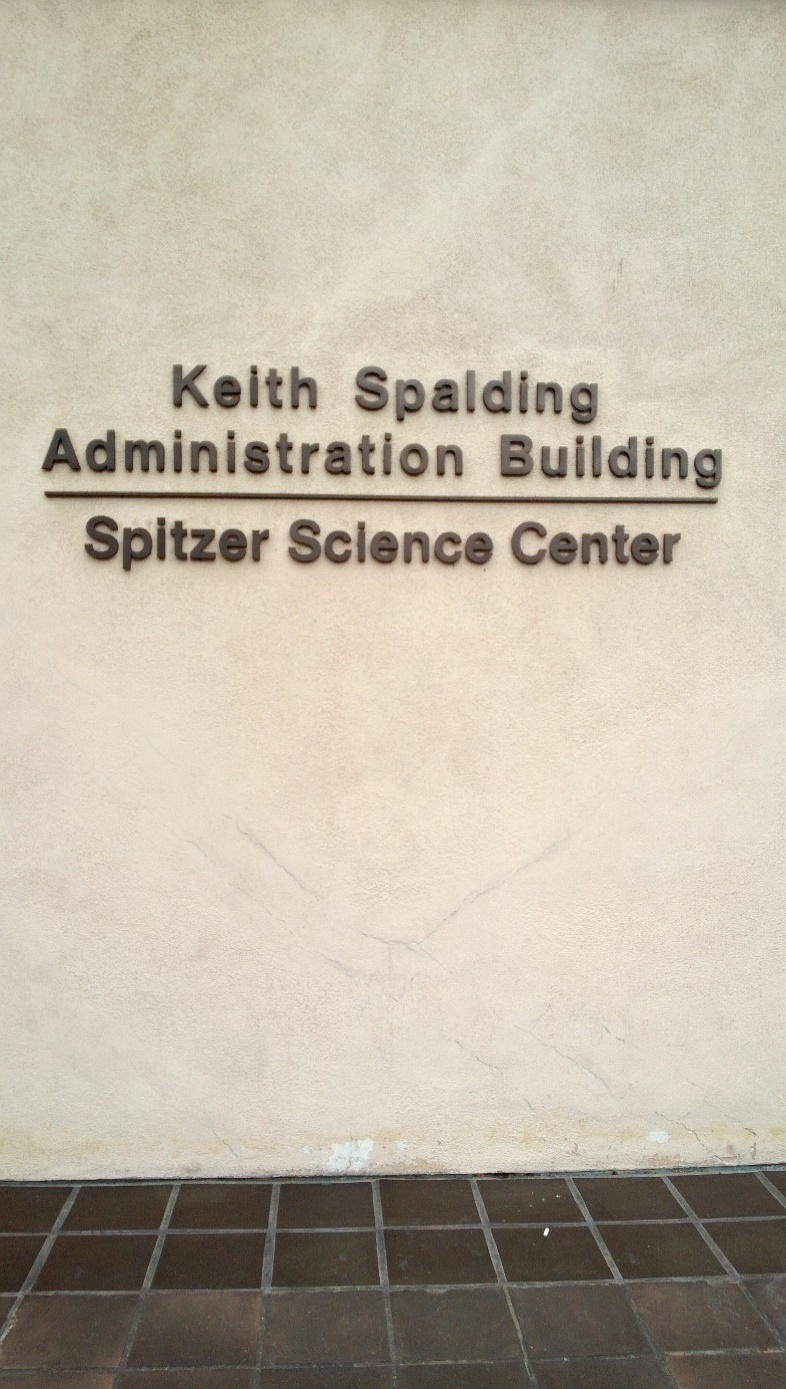 Keith Spalding
Administration Building
Spitzer Science Center